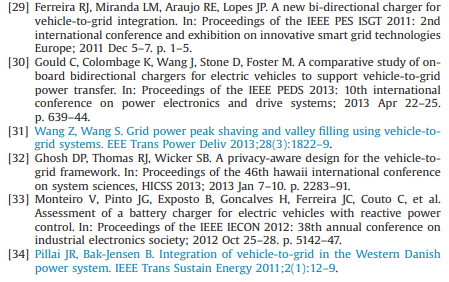 [29] Ferreira RJ, Miranda LM, Araujo RE, Lopes JP. A new bi-directional charger for
vehicle-to-grid integration. In: Proceedings of the IEEE PES ISGT 2011: 2nd
international conference and exhibition on innovative smart grid technologies
Europe; 2011 Dec 5–7. p. 1–5.
[30] Gould C, Colombage K, Wang J, Stone D, Foster M. A comparative study of on-
board bidirectional chargers for electric vehicles to support vehicle-to-grid
power transfer. In: Proceedings of the IEEE PEDS 2013: 10th international
conference on power electronics and drive systems; 2013 Apr 22–25.
p. 639–44.
[31] Wang Z, Wang S. Grid power peak shaving and valley filling using vehicle-to-
grid systems. EEE Trans Power Deliv 2013;28(3):1822–9.
[32] Ghosh DP, Thomas RJ, Wicker SB. A privacy-aware design for the vehicle-to-
grid framework. In: Proceedings of the 46th hawaii international conference
on system sciences, HICSS 2013; 2013 Jan 7–10. p. 2283–91.
[33] Monteiro V, Pinto JG, Exposto B, Goncalves H, Ferreira JC, Couto C, et al.
Assessment of a battery charger for electric vehicles with reactive power
control. In: Proceedings of the IEEE IECON 2012: 38th annual conference on
industrial electronics society; 2012 Oct 25–28. p. 5142–47.
[34] Pillai JR, Bak-Jensen B. Integration of vehicle-to-grid in the Western Danish
power system. IEEE Trans Sustain Energy 2011;2(1):12–9.